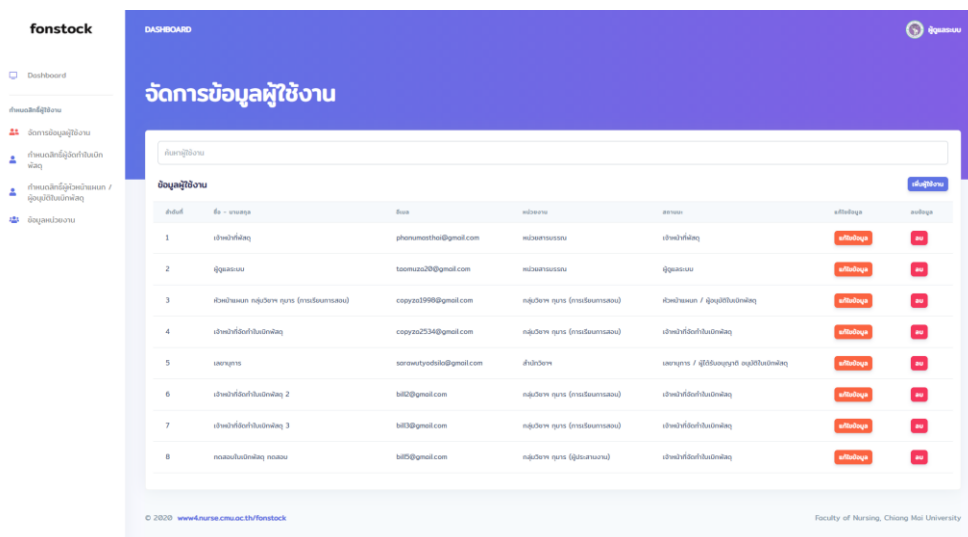 fonstock
DASHBOARD
ผู้ดูแลระบบ
Dashboard
กำหนดสิทธิ์ผู้ใช้งาน
จัดการข้อมูลผู้ใช้งาน
กำหนดสิทธิ์ผู้จัดทำใบเบิก
พัสดุ
กำหนดสิทธิ์ผู้หัวหน้าแผนก /
ผู้อนุมัติใบเบิกพัสดุ
ข้อมูลหน่วยงาน
จัดการข้อมูลผู้ใช้งาน
ค้นหาผู้ใช้งาน
ข้อมูลผู้ใช้งาน
เพิ่มผู้ใช้งาน
ลำดับที่ ชื่อ - นามสกุล อีเมล หน่วยงาน สถานะ แก้ไขข้อมูล ลบข้อมูล
1 เจ้าหน้าที่พัสดุ phanumasthai@gmail.com หน่วยสารบรรณ เจ้าหน้าที่พัสดุ แก้ไขข้อมูล ลบ
2 ผู้ดูแลระบบ taamuza20@gmail.com หน่วยสารบรรณ ผู้ดูแลระบบ แก้ไขข้อมูล ลบ
3 หัวหน้าแผนก กลุ่มวิชาฯ กุมาร (การเรียนการสอน) copyza1998@gmail.com กลุ่มวิชาฯ กุมาร (การเรียนการสอน) หัวหน้าแผนก / ผู้อนุมัติใบเบิกพัสดุ แก้ไขข้อมูล ลบ
4 เจ้าหน้าที่จัดทำใบเบิกพัสดุ copyza2534@gmail.com กลุ่มวิชาฯ กุมาร (การเรียนการสอน) เจ้าหน้าที่จัดทำใบเบิกพัสดุ แก้ไขข้อมูล ลบ
5 เลขานุการ sarawutyodsila@gmail.com สำนักวิชาฯ เลขานุการ / ผู้ได้รับอนุญาติ อนุมัติใบเบิกพัสดุ แก้ไขข้อมูล ลบ
6 เจ้าหน้าที่จัดทำใบเบิกพัสดุ 2 bill2@gmail.com กลุ่มวิชาฯ กุมาร (การเรียนการสอน) เจ้าหน้าที่จัดทำใบเบิกพัสดุ แก้ไขข้อมูล ลบ
7 เจ้าหน้าที่จัดทำใบเบิกพัสดุ 3 bill3@gmail.com กลุ่มวิชาฯ กุมาร (การเรียนการสอน) เจ้าหน้าที่จัดทำใบเบิกพัสดุ แก้ไขข้อมูล ลบ
8 ทดสอบใบเบิกพัสดุ ทดสอบ bill5@gmail.com กลุ่มวิชาฯ กุมาร (ผู้ประสานงาน) เจ้าหน้าที่จัดทำใบเบิกพัสดุ แก้ไขข้อมูล ลบ
© 2020 www4.nurse.cmu.ac.th/fonstock
Faculty of Nursing, Chiang Mai University